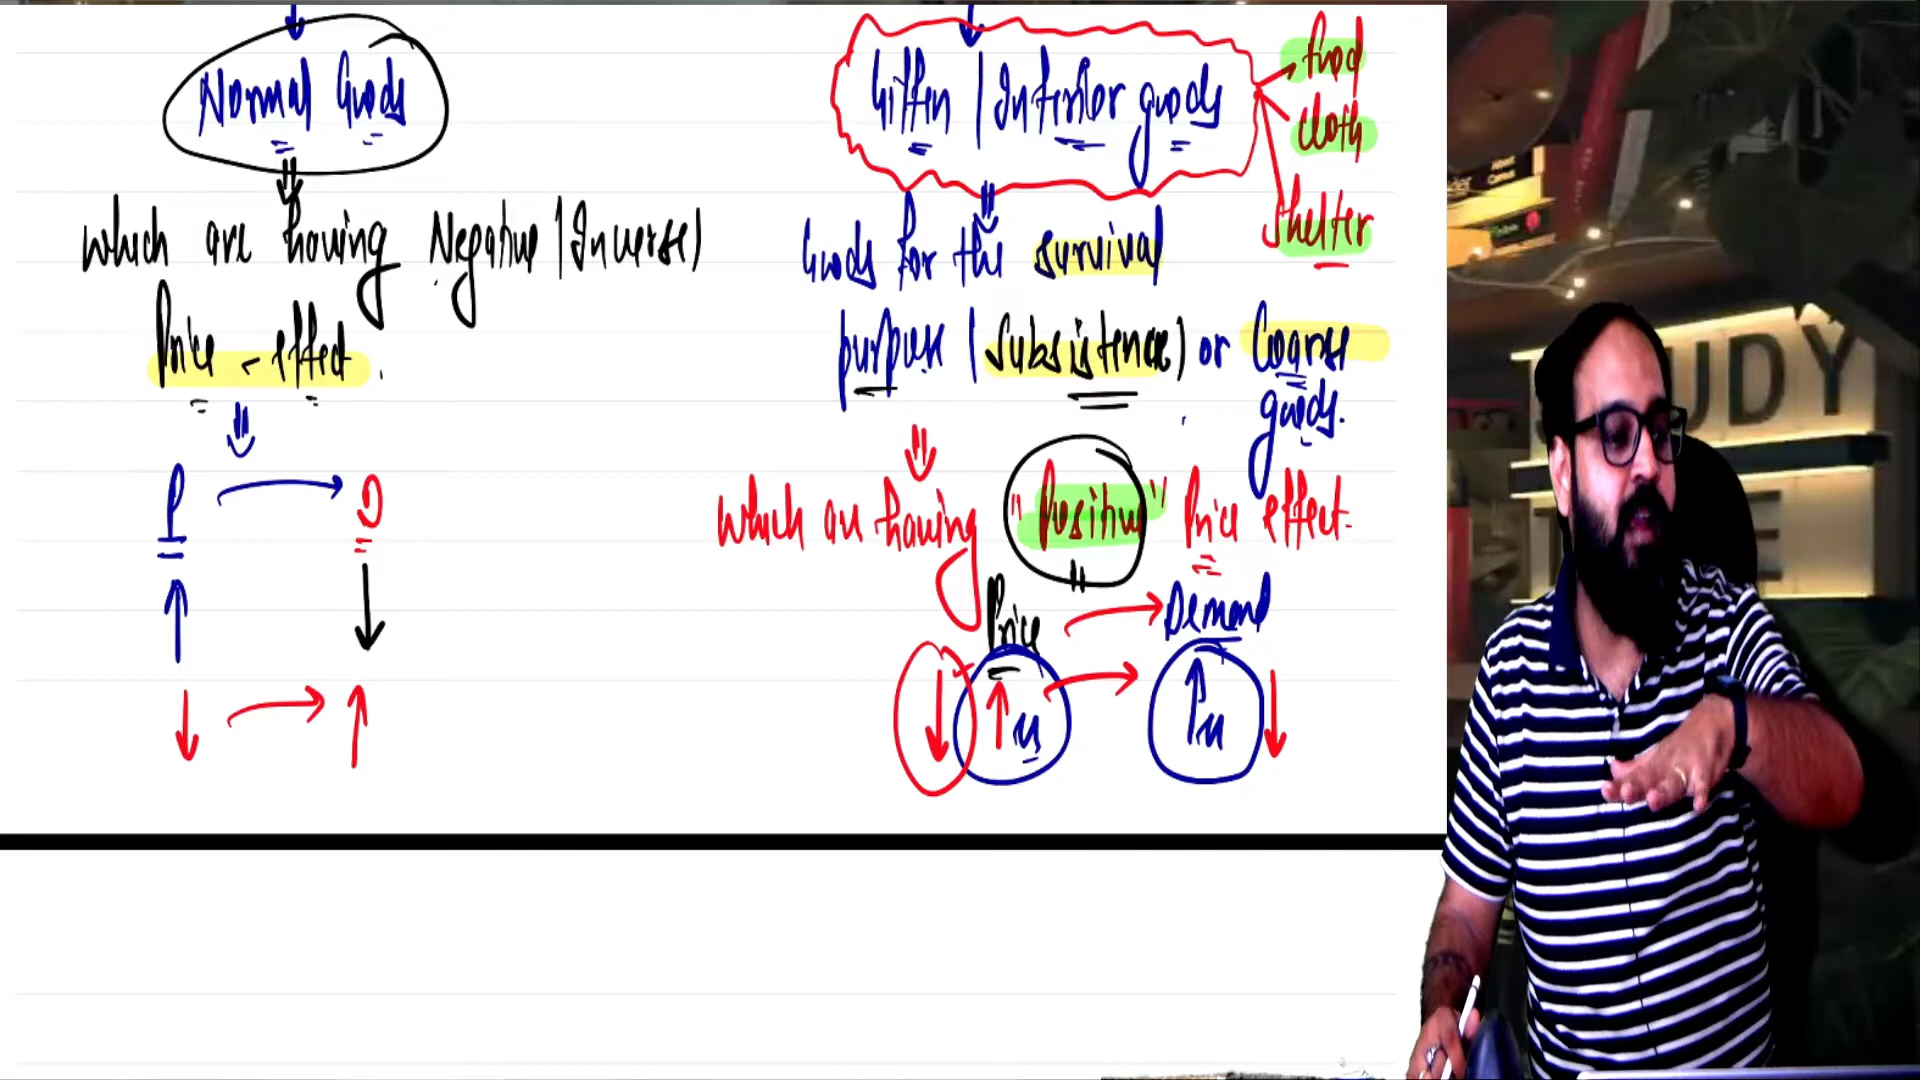 Normal Goods
which are having Negative (Inverse)
Price - effect.
P D
Giffen / Inferior goods
food
cloth
shelter
Goods for the survival
purpose (Subsistence) or Coarse
goods.
which are having "Positive" Price effect.
Price Demand
STUDY